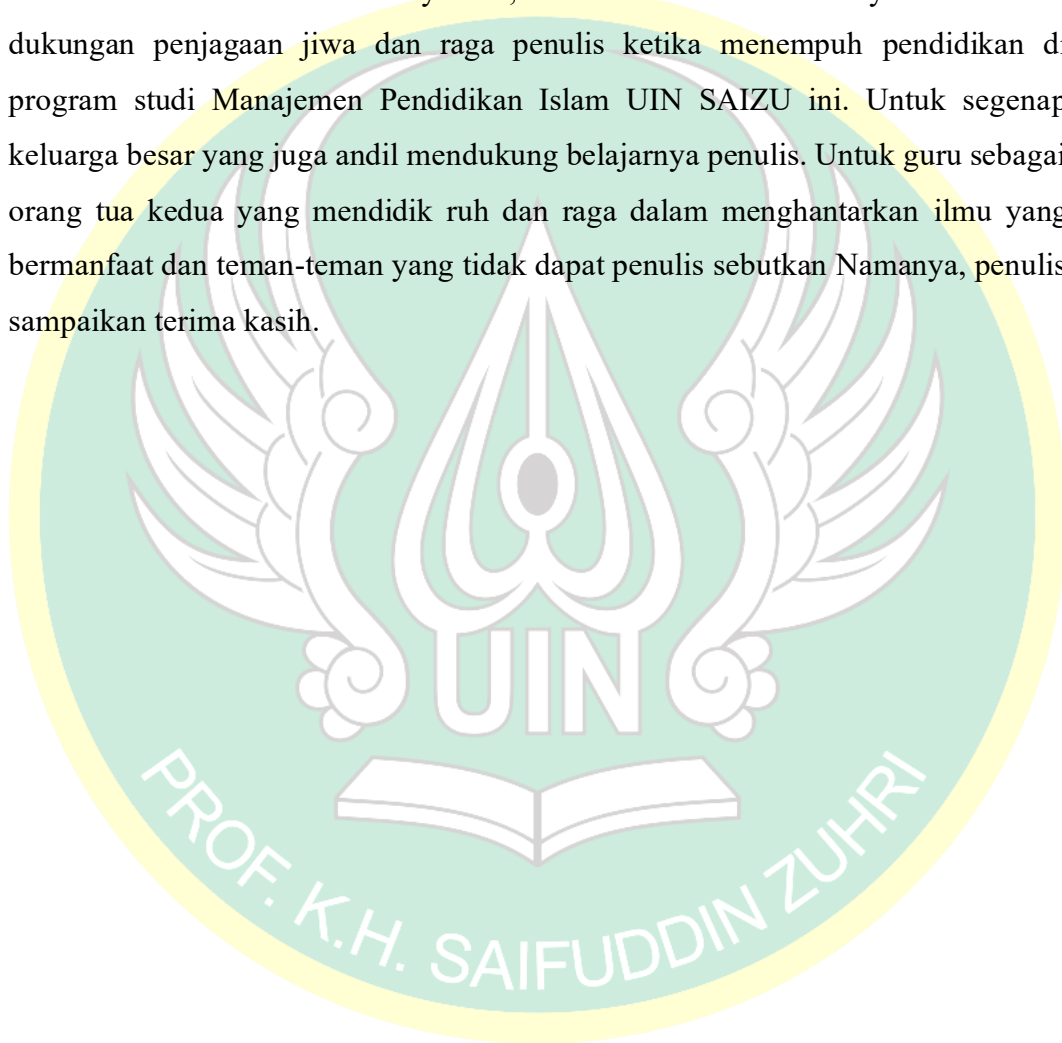 dukungan penjagaan jiwa dan raga penulis ketika menempuh pendidikan di
program studi Manajemen Pendidikan Islam UIN SAIZU ini. Untuk segenap
keluarga besar yang juga andil mendukung belajarnya penulis. Untuk guru sebagai
orang tua kedua yang mendidik ruh dan raga dalam menghantarkan ilmu yang
bermanfaat dan teman-teman yang tidak dapat penulis sebutkan Namanya, penulis
sampaikan terima kasih.
UIN
PROF. K.H. SAIFUDDIN ZUHRI